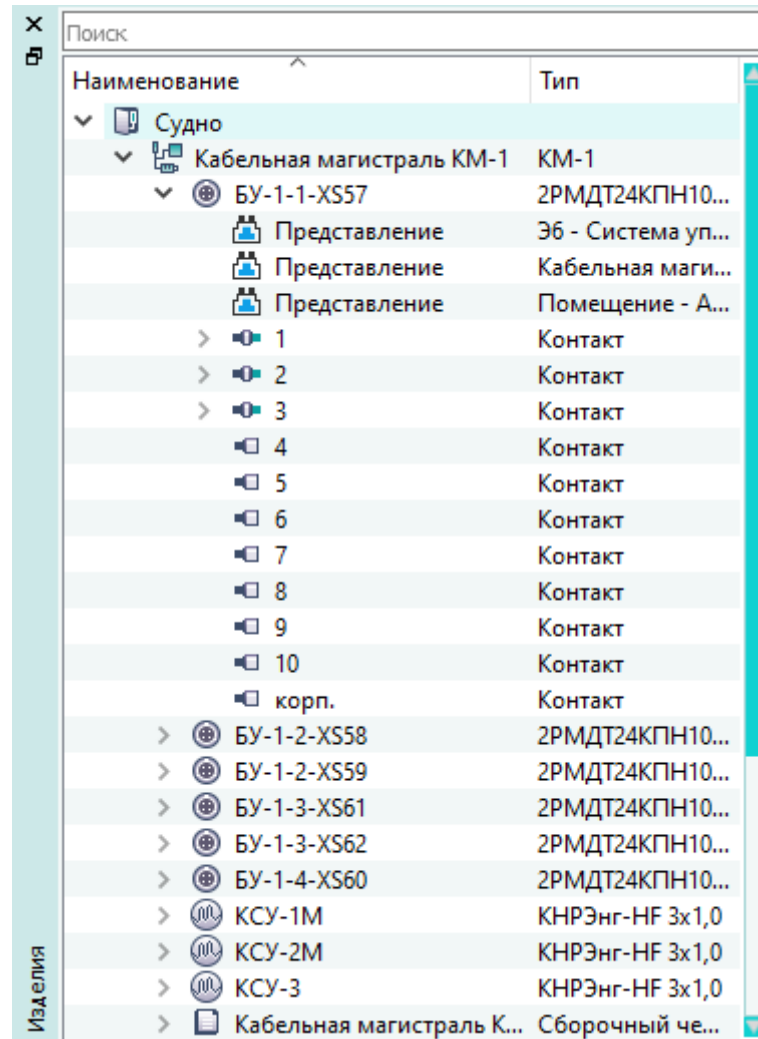 Поиск
Наименование Тип
Судно
Кабельная магистраль КМ-1 КМ-1
БУ-1-1-XS57 2РМДТ24КПН10...
Представление Э6 - Система уп...
Представление Кабельная маги...
Представление Помещение - А...
1 Контакт
2 Контакт
3 Контакт
4 Контакт
5 Контакт
6 Контакт
7 Контакт
8 Контакт
9 Контакт
10 Контакт
корп. Контакт
БУ-1-2-XS58 2РМДТ24КПН10...
БУ-1-2-XS59 2РМДТ24КПН10...
БУ-1-3-XS61 2РМДТ24КПН10...
БУ-1-3-XS62 2РМДТ24КПН10...
БУ-1-4-XS60 2РМДТ24КПН10...
КСУ-1М КНРЭнг-HF 3x1,0
КСУ-2М КНРЭнг-HF 3x1,0
КСУ-3 КНРЭнг-HF 3x1,0
Кабельная магистраль К... Сборочный че...
Изделия